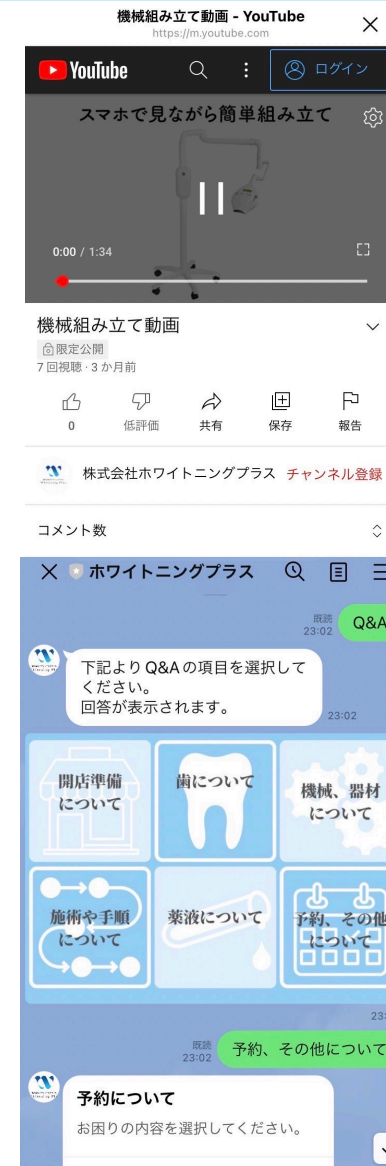 機械組み立て動画 - YouTube
https://m.youtube.com
YouTube
ログイン
スマホで見ながら簡単組み立て
0:00 / 1:34
機械組み立て動画
限定公開
7 回視聴・3 か月前
0
低評価
共有
保存
報告
株式会社ホワイトニングプラス
チャンネル登録
コメント数
ホワイトニングプラス
既読
23:02
Q&A
下記よりQ&Aの項目を選択して
ください。
回答が表示されます。
23:02
開店準備
について
歯について
機械、器材
について
施術や手順
について
薬液について
予約、その他
について
既読
23:02
予約、その他について
予約について
お困りの内容を選択してください。